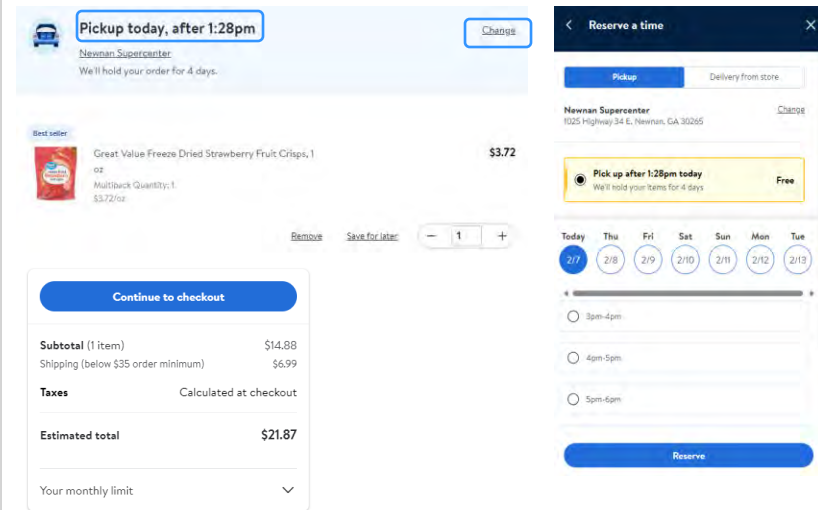 Pickup today, after 1:28pm
Change
Newnan Supercenter
We'll hold your order for 4 days.
Best seller
Great Value Freeze Dried Strawberry Fruit Crisps, 1
oz
$3.72
Multipack Quantity: 1
$3.72/oz
Remove
Save for later
− 1 +
Continue to checkout
Subtotal (1 item) $14.88
Shipping (below $35 order minimum) $6.99
Taxes Calculated at checkout
Estimated total $21.87
Your monthly limit
Reserve a time
Pickup
Delivery from store
Newnan Supercenter
Change
1025 Highway 34 E, Newnan, GA 30265
Pick up after 1:28pm today
Free
We'll hold your items for 4 days
Today Thu Fri Sat Sun Mon Tue
2/7 2/8 2/9 2/10 2/11 2/12 2/13
3pm-4pm
4pm-5pm
5pm-6pm
Reserve